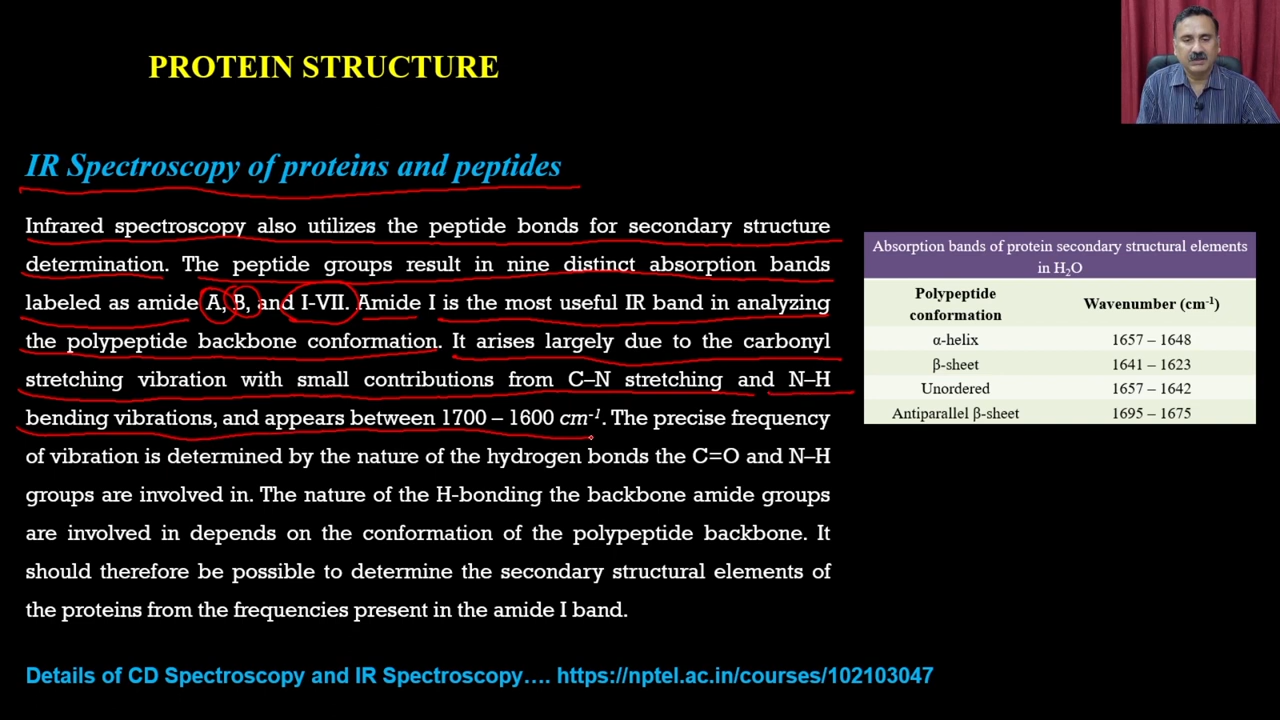 PROTEIN STRUCTURE
IR Spectroscopy of proteins and peptides
Infrared spectroscopy also utilizes the peptide bonds for secondary structure
determination. The peptide groups result in nine distinct absorption bands
labeled as amide A, B, and I-VII. Amide I is the most useful IR band in analyzing
the polypeptide backbone conformation. It arises largely due to the carbonyl
stretching vibration with small contributions from C–N stretching and N–H
bending vibrations, and appears between 1700 – 1600 cm⁻¹. The precise frequency
of vibration is determined by the nature of the hydrogen bonds the C=O and N–H
groups are involved in. The nature of the H-bonding the backbone amide groups
are involved in depends on the conformation of the polypeptide backbone. It
should therefore be possible to determine the secondary structural elements of
the proteins from the frequencies present in the amide I band.
Absorption bands of protein secondary structural elements
in H₂O
Polypeptide conformation Wavenumber (cm⁻¹)
α-helix 1657 – 1648
β-sheet 1641 – 1623
Unordered 1657 – 1642
Antiparallel β-sheet 1695 – 1675
Details of CD Spectroscopy and IR Spectroscopy…. https://nptel.ac.in/courses/102103047